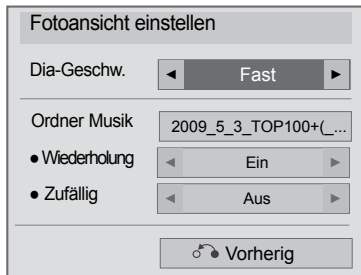 Fotoansicht einstellen
Dia-Geschw. ◄ Fast ►
Ordner Musik 2009_5_3_TOP100+(_...
● Wiederholung ◄ Ein ►
● Zufällig ◄ Aus ►
Vorherig